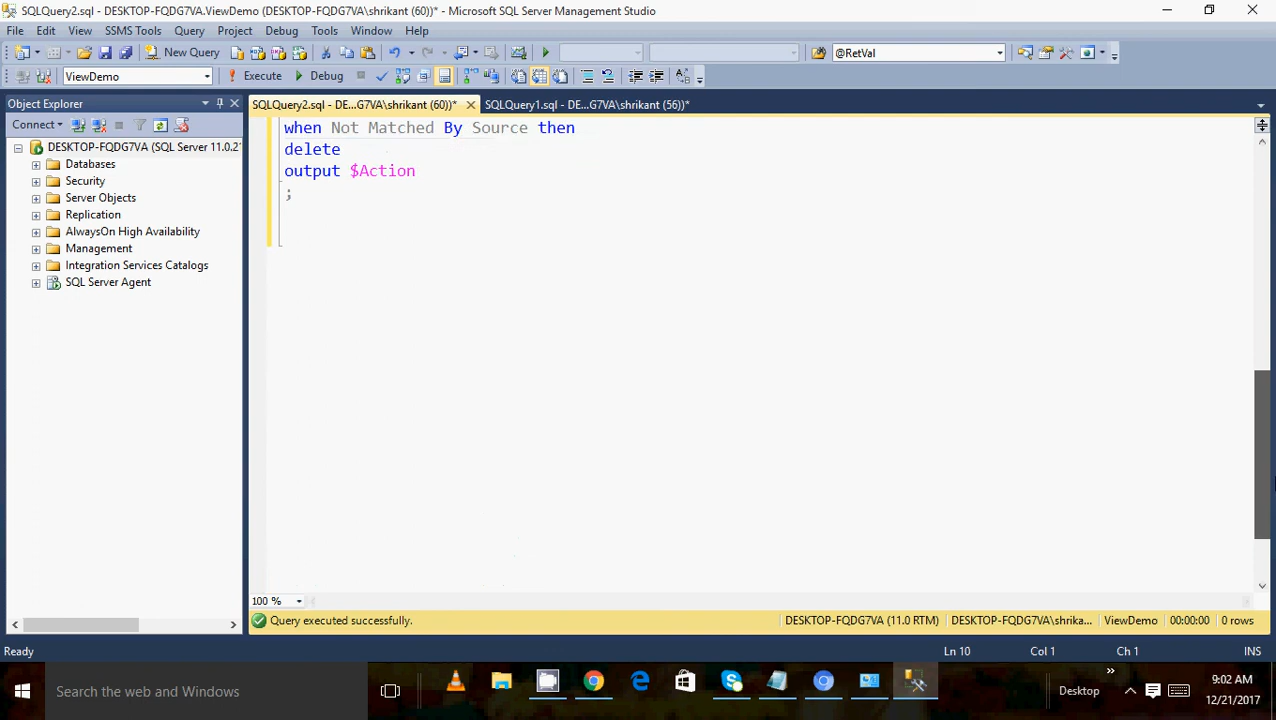 SQLQuery2.sql - DESKTOP-FQDG7VA.ViewDemo (DESKTOP-FQDG7VA\shrikant (60))* - Microsoft SQL Server Management Studio
File Edit View SSMS Tools Query Project Debug Tools Window Help
New Query @RetVal
ViewDemo Execute Debug
Object Explorer
SQLQuery2.sql - DE...G7VA\shrikant (60))* SQLQuery1.sql - DE...G7VA\shrikant (56))*
Connect
DESKTOP-FQDG7VA (SQL Server 11.0.2
Databases
Security
Server Objects
Replication
AlwaysOn High Availability
Management
Integration Services Catalogs
SQL Server Agent
when Not Matched By Source then
delete
output $Action
;
100 %
Query executed successfully. DESKTOP-FQDG7VA (11.0 RTM) DESKTOP-FQDG7VA\shrika... ViewDemo 00:00:00 0 rows
Ready Ln 10 Col 1 Ch 1 INS
Search the web and Windows Desktop 9:02 AM
12/21/2017